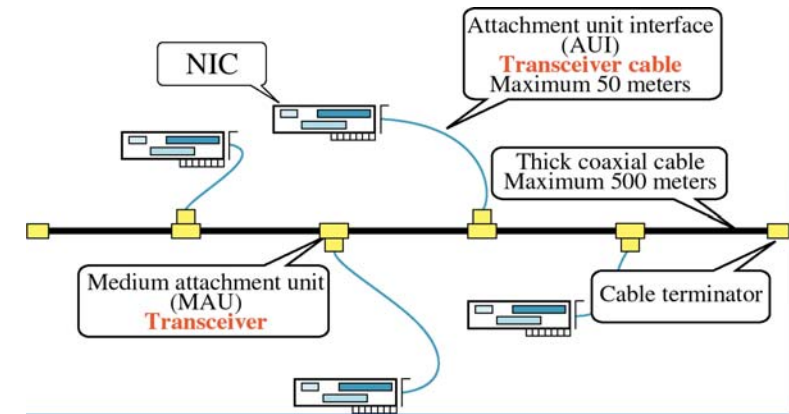 NIC
Attachment unit interface
(AUI)
Transceiver cable
Maximum 50 meters
Thick coaxial cable
Maximum 500 meters
Medium attachment unit
(MAU)
Transceiver
Cable terminator